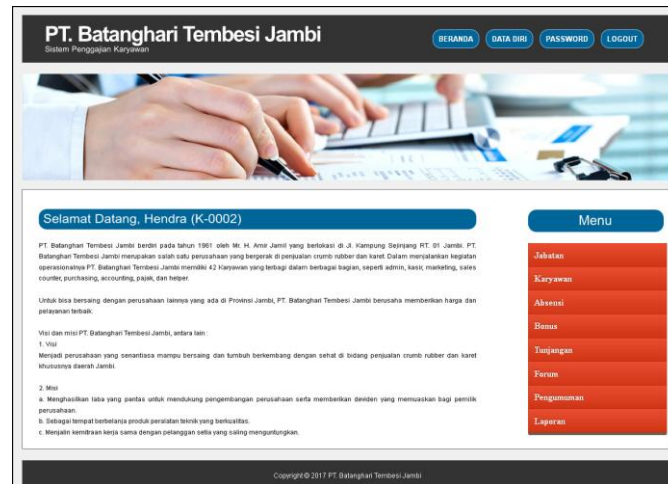 PT. Batanghari Tembesi Jambi
Sistem Penggajian Karyawan
BERANDA
DATA DIRI
PASSWORD
LOGOUT
Selamat Datang, Hendra (K-0002)
PT. Batanghari Tembesi Jambi berdiri pada tahun 1961 oleh Mr. H. Amir Jamil yang berlokasi di Jl. Kampung Sejinjang RT. 01 Jambi. PT.
Batanghari Tembesi Jambi merupakan salah satu perusahaan yang bergerak di penjualan crumb rubber dan karet. Dalam menjalankan kegiatan
operasionalnya PT. Batanghari Tembesi Jambi memiliki 42 Karyawan yang terbagi dalam berbagai bagian, seperti admin, kasir, marketing, sales
counter, purchasing, accounting, pajak, dan helper.
Untuk bisa bersaing dengan perusahaan lainnya yang ada di Provinsi Jambi, PT. Batanghari Tembesi Jambi berusaha memberikan harga dan
pelayanan terbaik.
Visi dan misi PT. Batanghari Tembesi Jambi, antara lain :
1. Visi
Menjadi perusahaan yang senantiasa mampu bersaing dan tumbuh berkembang dengan sehat di bidang penjualan crumb rubber dan karet
khususnya daerah Jambi.
2. Misi
a. Menghasilkan laba yang pantas untuk mendukung pengembangan perusahaan serta memberikan deviden yang memuaskan bagi pemilik
perusahaan.
b. Sebagai tempat berbelanja produk peralatan teknik yang berkualitas.
c. Menjalin kemitraan kerja sama dengan pelanggan setia yang saling menguntungkan.
Menu
Jabatan
Karyawan
Absensi
Bonus
Tunjangan
Forum
Pengumuman
Laporan
Copyright © 2017 PT. Batanghari Tembesi Jambi